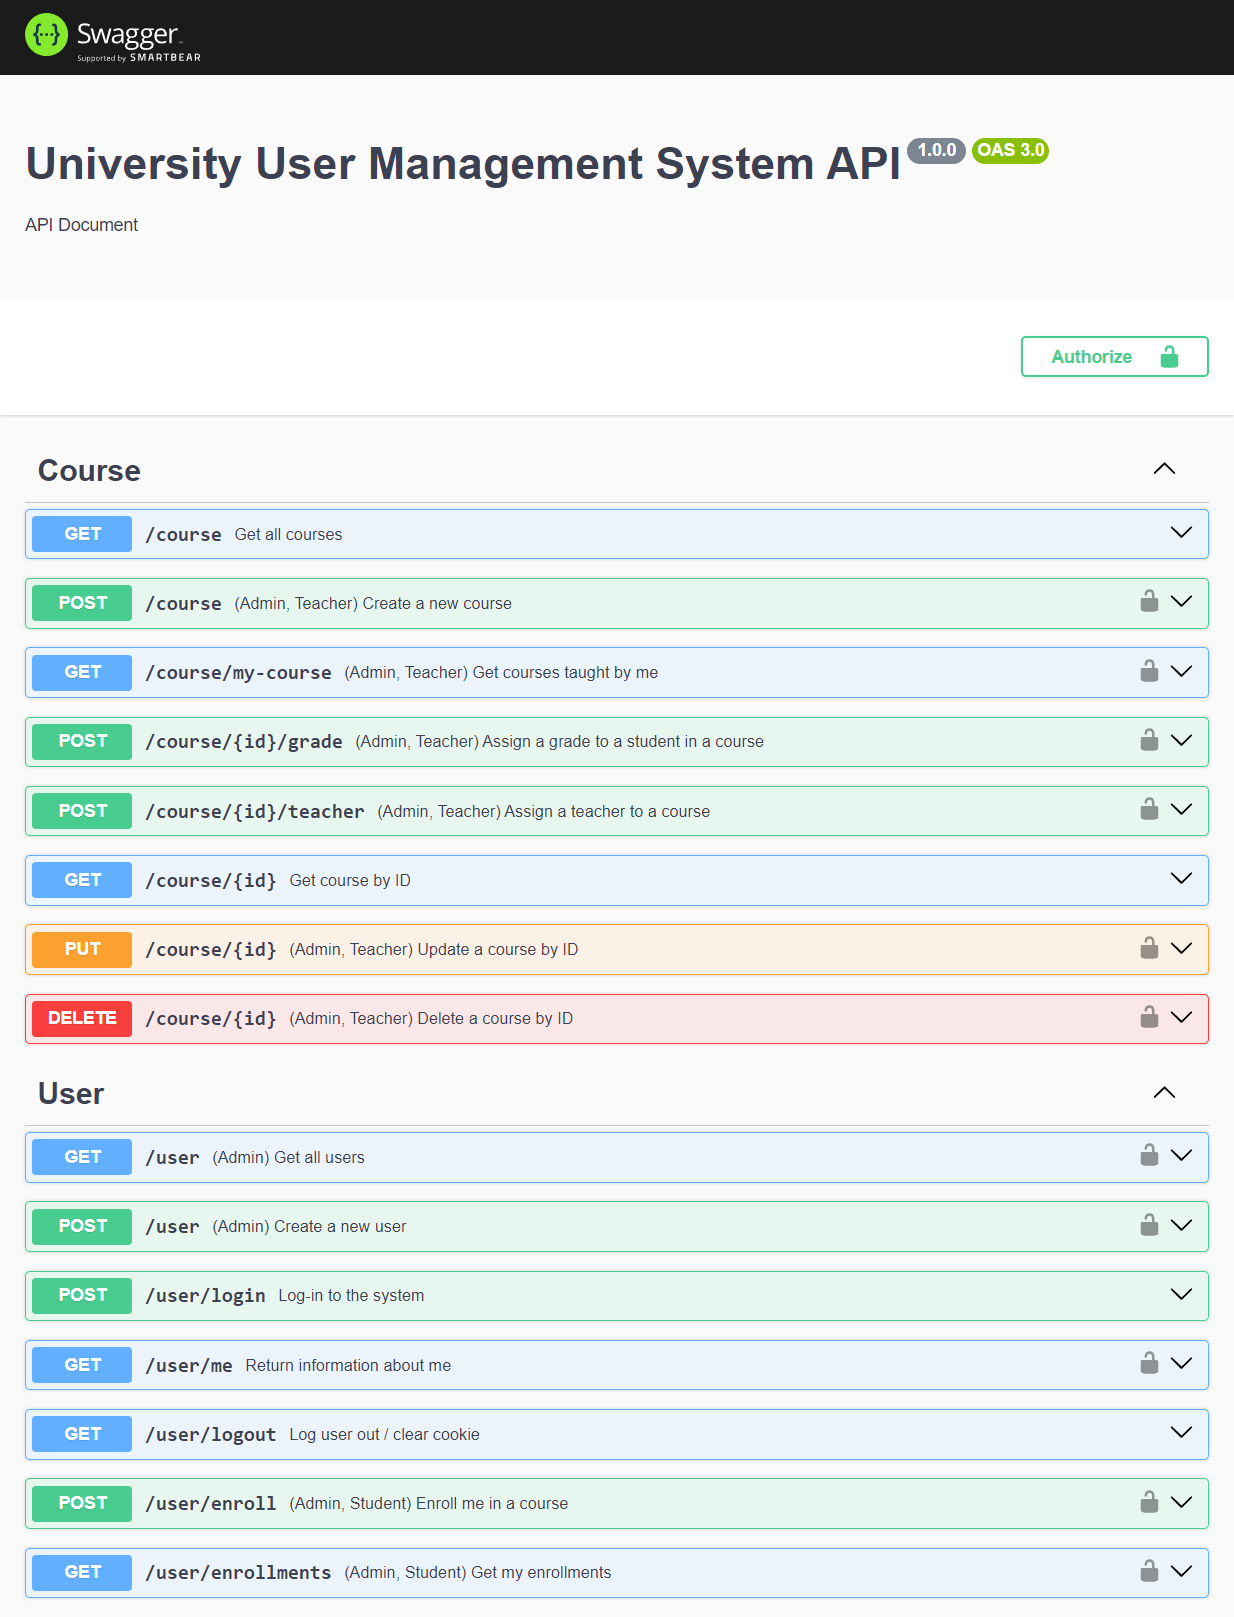 Swagger
Supported by SMARTBEAR
University User Management System API 1.0.0 OAS 3.0
API Document
Authorize
Course
GET /course Get all courses
POST /course (Admin, Teacher) Create a new course
GET /course/my-course (Admin, Teacher) Get courses taught by me
POST /course/{id}/grade (Admin, Teacher) Assign a grade to a student in a course
POST /course/{id}/teacher (Admin, Teacher) Assign a teacher to a course
GET /course/{id} Get course by ID
PUT /course/{id} (Admin, Teacher) Update a course by ID
DELETE /course/{id} (Admin, Teacher) Delete a course by ID
User
GET /user (Admin) Get all users
POST /user (Admin) Create a new user
POST /user/login Log-in to the system
GET /user/me Return information about me
GET /user/logout Log user out / clear cookie
POST /user/enroll (Admin, Student) Enroll me in a course
GET /user/enrollments (Admin, Student) Get my enrollments